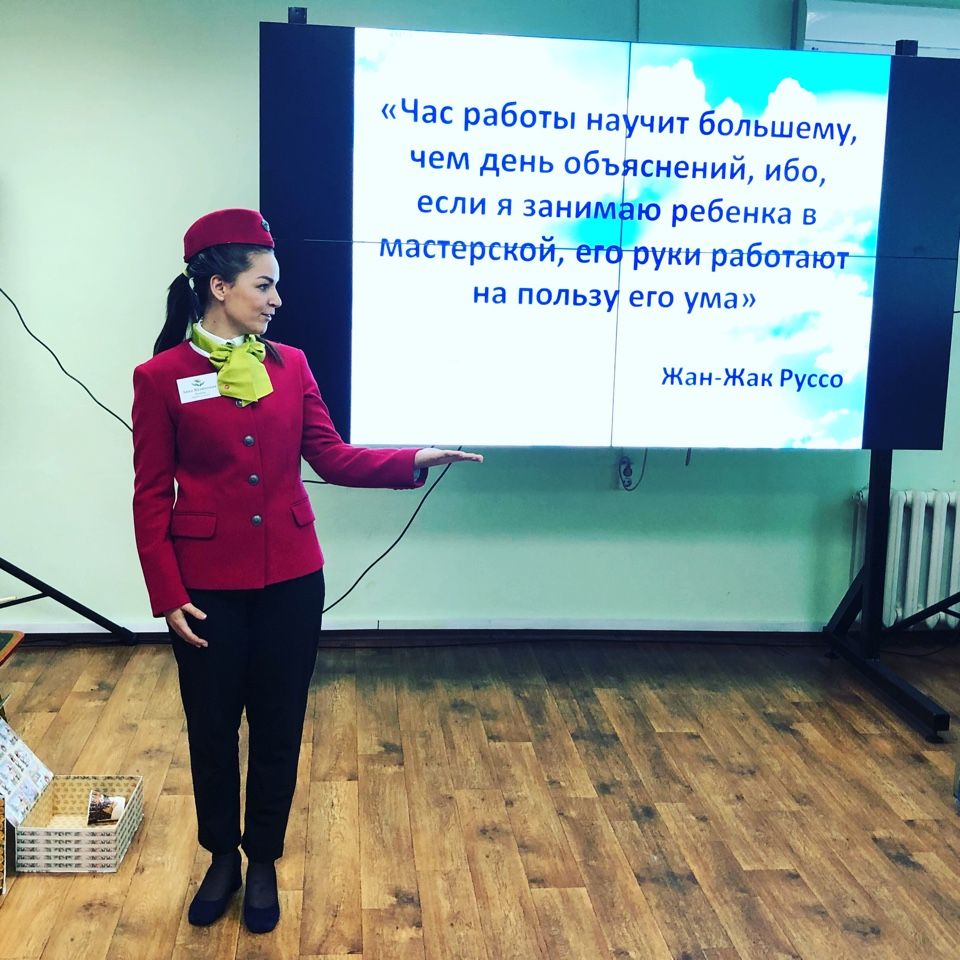 «Час работы научит большему,
чем день объяснений, ибо,
если я занимаю ребенка в
мастерской, его руки работают
на пользу его ума»
Жан-Жак Руссо